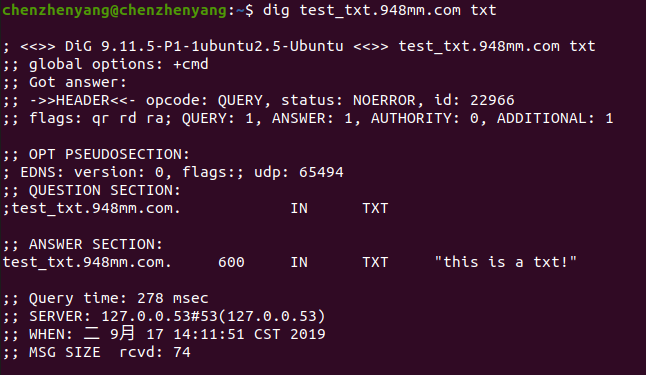 chenzhenyang@chenzhenyang:~$ dig test_txt.948mm.com txt
; <<>> DiG 9.11.5-P1-1ubuntu2.5-Ubuntu <<>> test_txt.948mm.com txt
;; global options: +cmd
;; Got answer:
;; ->>HEADER<<- opcode: QUERY, status: NOERROR, id: 22966
;; flags: qr rd ra; QUERY: 1, ANSWER: 1, AUTHORITY: 0, ADDITIONAL: 1
;; OPT PSEUDOSECTION:
; EDNS: version: 0, flags:; udp: 65494
;; QUESTION SECTION:
;test_txt.948mm.com. IN TXT
;; ANSWER SECTION:
test_txt.948mm.com. 600 IN TXT "this is a txt!"
;; Query time: 278 msec
;; SERVER: 127.0.0.53#53(127.0.0.53)
;; WHEN: 二 9月 17 14:11:51 CST 2019
;; MSG SIZE rcvd: 74